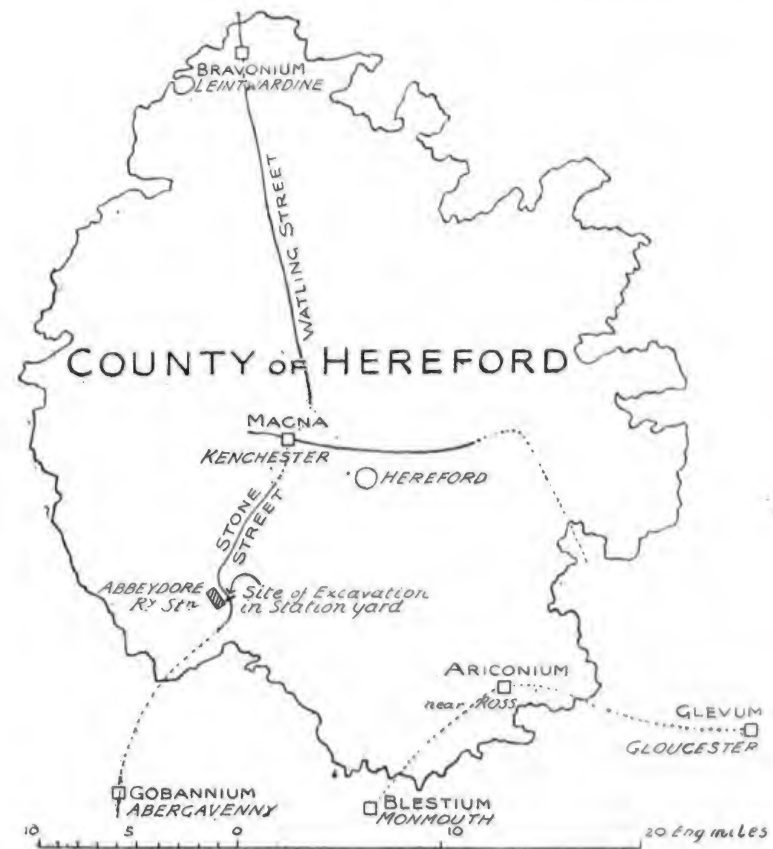 BRAVONIUM
LEINTWARDINE
WATLING STREET
COUNTY OF HEREFORD
MAGNA
KENCHESTER
HEREFORD
STONE
STREET
ABBEYDORE
Ry Stn
Site of Excavation
in Station yard
ARICONIUM
near ROSS
GLEVUM
GLOUCESTER
GOBANNIUM
ABERGAVENNY
BLESTIUM
MONMOUTH
10 5 0 10 20 Eng miles